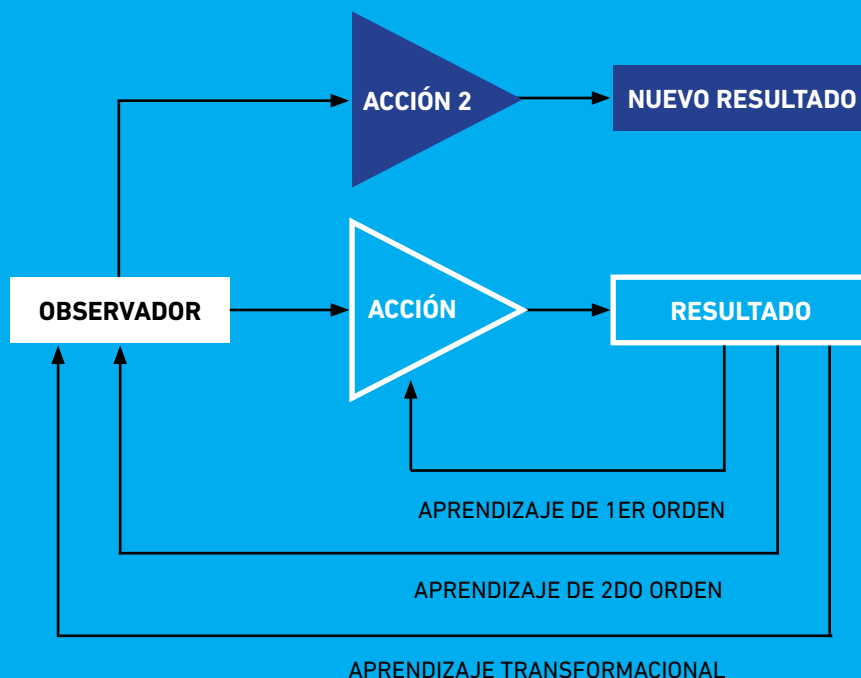 ACCIÓN 2
NUEVO RESULTADO
OBSERVADOR
ACCIÓN
RESULTADO
APRENDIZAJE DE 1ER ORDEN
APRENDIZAJE DE 2DO ORDEN
APRENDIZAJE TRANSFORMACIONAL